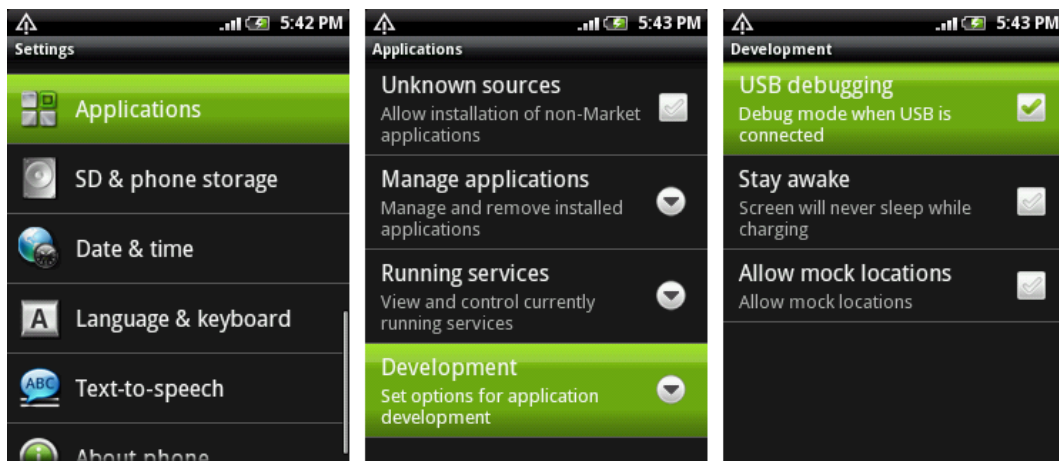 5:42 PM
Settings
Applications
SD & phone storage
Date & time
A
Language & keyboard
ABC
Text-to-speech
About phone
5:43 PM
Applications
Unknown sources
Allow installation of non-Market
applications
Manage applications
Manage and remove installed
applications
Running services
View and control currently
running services
Development
Set options for application
development
5:43 PM
Development
USB debugging
Debug mode when USB is
connected
Stay awake
Screen will never sleep while
charging
Allow mock locations
Allow mock locations